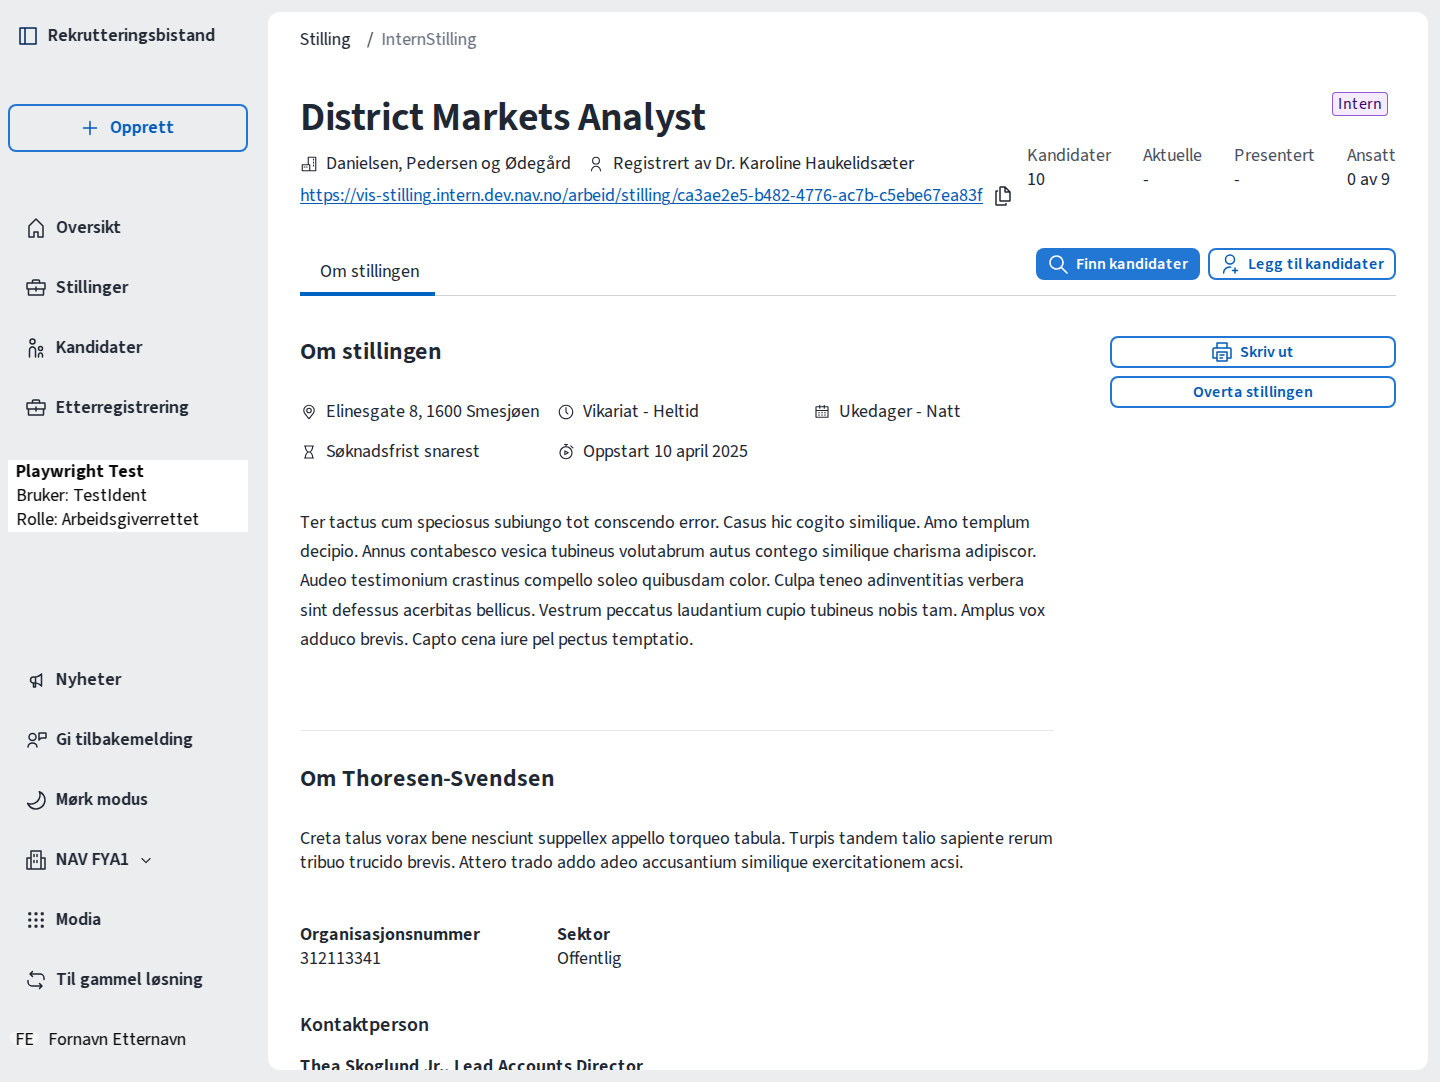 Rekrutteringsbistand
Opprett
Oversikt
Stillinger
Kandidater
Etterregistrering
Playwright Test
Bruker: TestIdent
Rolle: Arbeidsgiverrettet
Nyheter
Gi tilbakemelding
Mørk modus
NAV FYA1
Modia
Til gammel løsning
FE Fornavn Etternavn
Stilling / InternStilling
Intern
District Markets Analyst
Danielsen, Pedersen og Ødegård Registrert av Dr. Karoline Haukelidsæter
https://vis-stilling.intern.dev.nav.no/arbeid/stilling/ca3ae2e5-b482-4776-ac7b-c5ebe67ea83f
Kandidater Aktuelle Presentert Ansatt
10 - - 0 av 9
Om stillingen
Finn kandidater Legg til kandidater
Om stillingen
Skriv ut
Overta stillingen
Elinesgate 8, 1600 Smesjøen Vikariat - Heltid Ukedager - Natt
Søknadsfrist snarest Oppstart 10 april 2025
Ter tactus cum speciosus subiungo tot conscendo error. Casus hic cogito similique. Amo templum
decipio. Annus contabesco vesica tubineus volutabrum autus contego similique charisma adipiscor.
Audeo testimonium crastinus compello soleo quibusdam color. Culpa teneo adinventitias verbera
sint defessus acerbitas bellicus. Vestrum peccatus laudantium cupio tubineus nobis tam. Amplus vox
adduco brevis. Capto cena iure pel pectus temptatio.
Om Thoresen-Svendsen
Creta talus vorax bene nesciunt suppellex appello torqueo tabula. Turpis tandem talio sapiente rerum
tribuo trucido brevis. Attero trado addo adeo accusantium similique exercitationem acsi.
Organisasjonsnummer Sektor
312113341 Offentlig
Kontaktperson
Thea Skoglund Jr., Lead Accounts Director